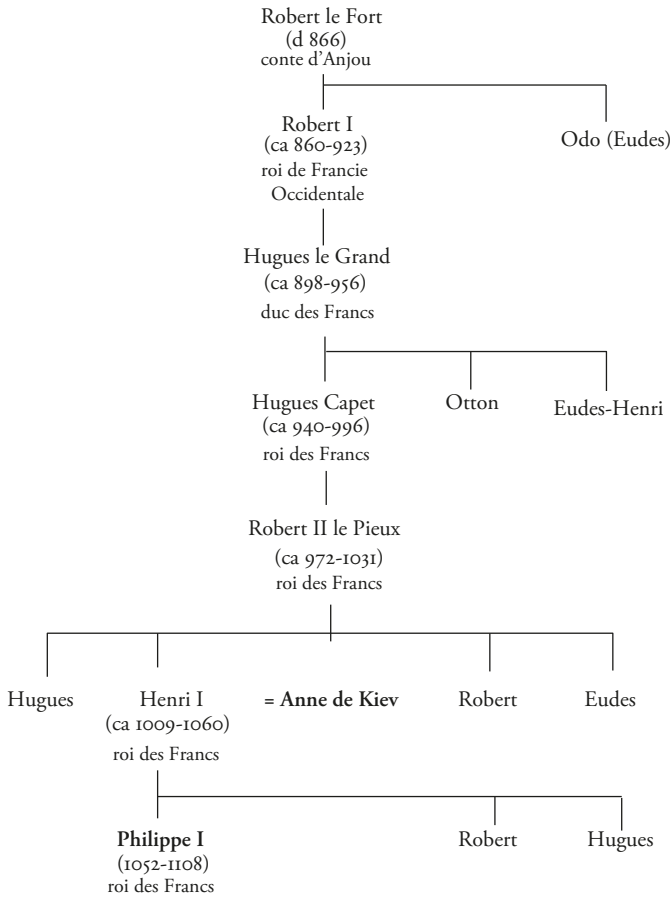 Robert le Fort
(d 866)
conte d'Anjou
Robert I
(ca 860-923)
roi de Francie
Occidentale
Odo (Eudes)
Hugues le Grand
(ca 898-956)
duc des Francs
Hugues Capet
(ca 940-996)
roi des Francs
Otton
Eudes-Henri
Robert II le Pieux
(ca 972-1031)
roi des Francs
Hugues
Henri I
(ca 1009-1060)
roi des Francs
= Anne de Kiev
Robert
Eudes
Philippe I
(1052-1108)
roi des Francs
Robert
Hugues